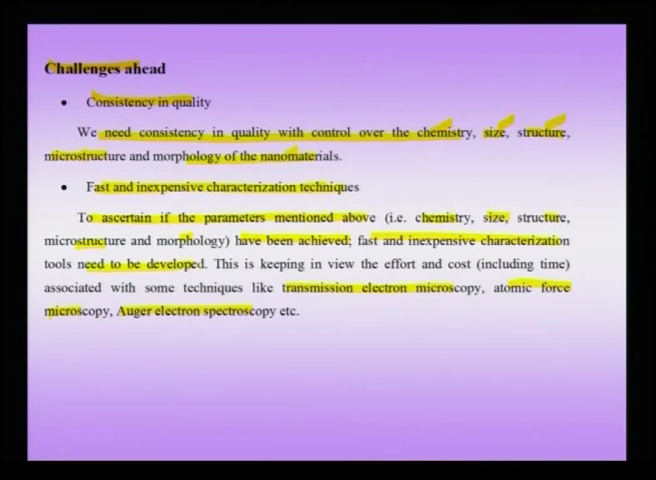 Challenges ahead
• Consistency in quality
We need consistency in quality with control over the chemistry, size, structure,
microstructure and morphology of the nanomaterials.
• Fast and inexpensive characterization techniques
To ascertain if the parameters mentioned above (i.e. chemistry, size, structure,
microstructure and morphology) have been achieved; fast and inexpensive characterization
tools need to be developed. This is keeping in view the effort and cost (including time)
associated with some techniques like transmission electron microscopy, atomic force
microscopy, Auger electron spectroscopy etc.